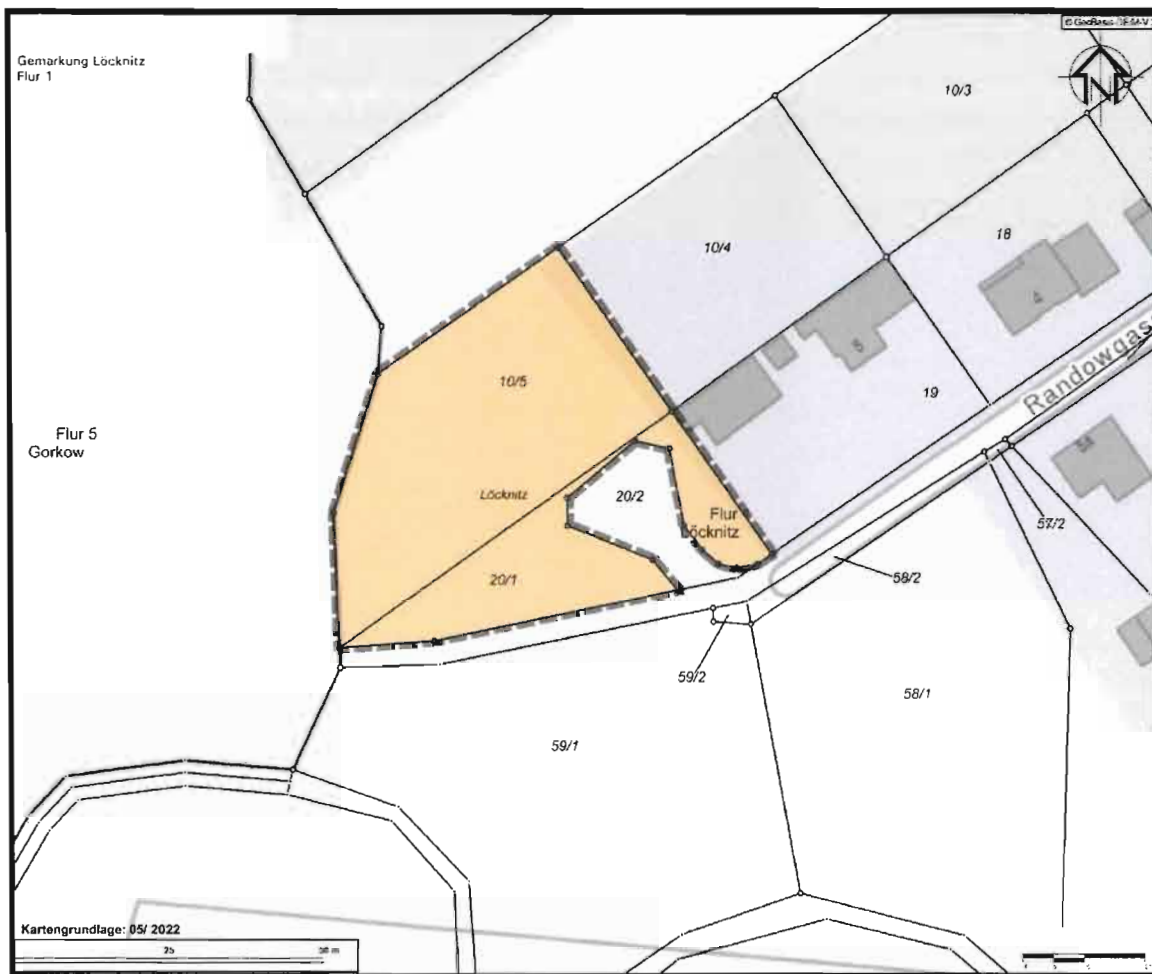 Gemarkung Löcknitz
Flur 1
N
10/3
10/4
18
4
5
10/5
19
Randowgass
5A
Flur 5
Gorkow
Löcknitz
20/2
Flur
Löcknitz
57/2
20/1
58/2
59/2
58/1
59/1
Kartengrundlage: 05/ 2022
25